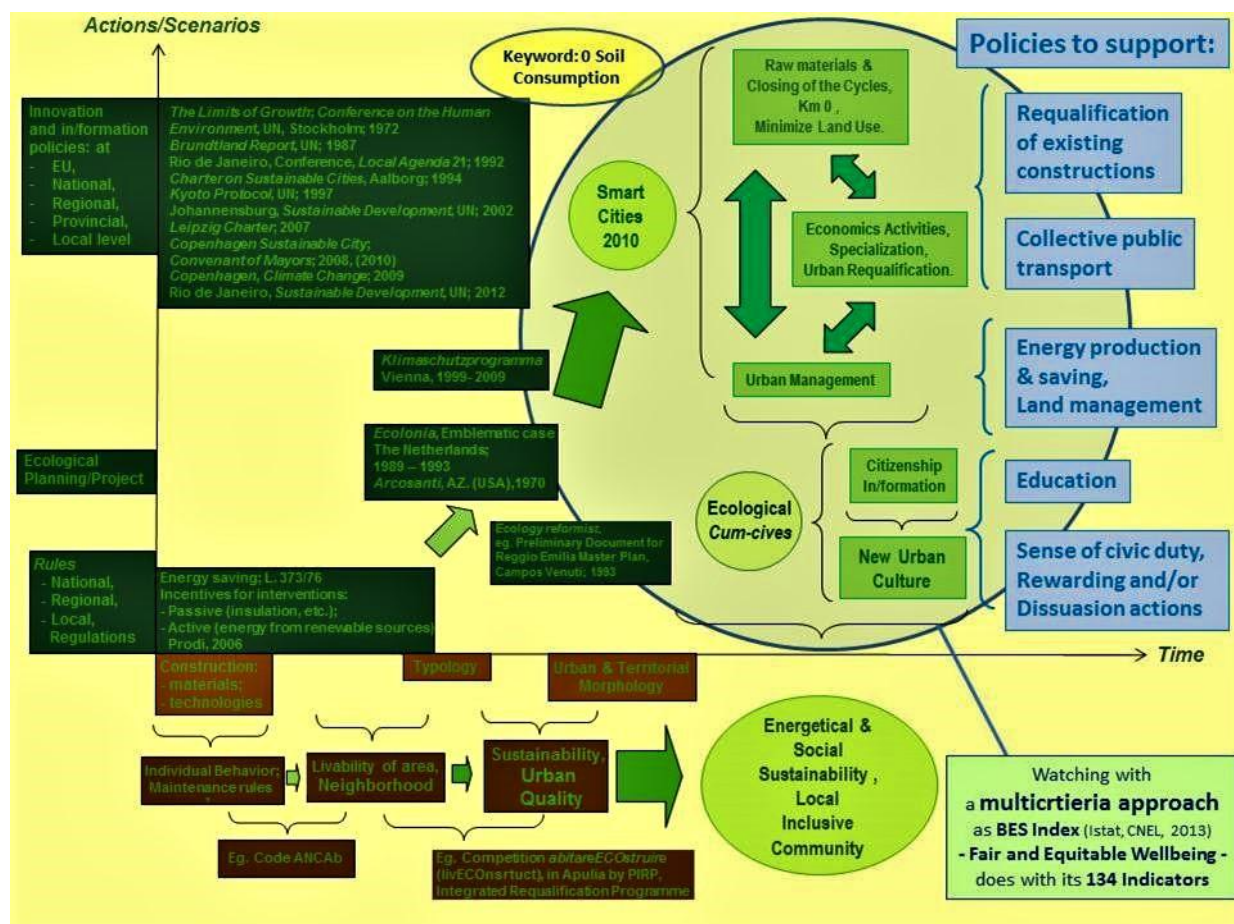 Actions/Scenarios
Keyword: 0 Soil
Consumption
Policies to support:
Innovation
and in/formation
policies: at
- EU,
- National,
- Regional,
- Provincial,
- Local level
The Limits of Growth; Conference on the Human
Environment, UN, Stockholm; 1972
Brundtland Report, UN; 1987
Rio de Janeiro, Conference, Local Agenda 21; 1992
Charter on Sustainable Cities, Aalborg; 1994
Kyoto Protocol, UN; 1997
Johannensburg, Sustainable Development, UN; 2002
Leipzig Charter; 2007
Copenhagen Sustainable City;
Convenant of Mayors; 2008, (2010)
Copenhagen, Climate Change; 2009
Rio de Janeiro, Sustainable Development, UN; 2012
Smart
Cities
2010
Raw materials &
Closing of the Cycles,
Km 0 ,
Minimize Land Use.
Economics Activities,
Specialization,
Urban Requalification.
Urban Management
Requalification
of existing
constructions
Collective public
transport
Energy production
& saving,
Land management
Education
Sense of civic duty,
Rewarding and/or
Dissuasion actions
Klimaschutzprogramma
Vienna, 1999- 2009
Ecolonia, Emblematic case
The Netherlands;
1989 – 1993
Arcosanti, AZ. (USA),1970
Ecological
Planning/Project
Ecology reformist,
eg. Preliminary Document for
Reggio Emilia Master Plan,
Campos Venuti; 1993
Ecological
Cum-cives
Citizenship
In/formation
New Urban
Culture
Rules
- National,
- Regional,
- Local,
Regulations
Energy saving; L. 373/76
Incentives for interventions:
- Passive (insulation, etc.);
- Active (energy from renewable sources)
Prodi, 2006
Time
Construction:
- materials;
- technologies
Typology
Urban & Territorial
Morphology
Individual Behavior;
Maintenance rules
Livability of area,
Neighborhood
Sustainability,
Urban
Quality
Energetical &
Social
Sustainability ,
Local
Inclusive
Community
Eg. Code ANCAb
Eg. Competition abitareECOstruire
(livECOnsrtuct), in Apulia by PIRP,
Integrated Requalification Programme
Watching with
a multicrtieria approach
as BES Index (Istat, CNEL, 2013)
- Fair and Equitable Wellbeing -
does with its 134 Indicators